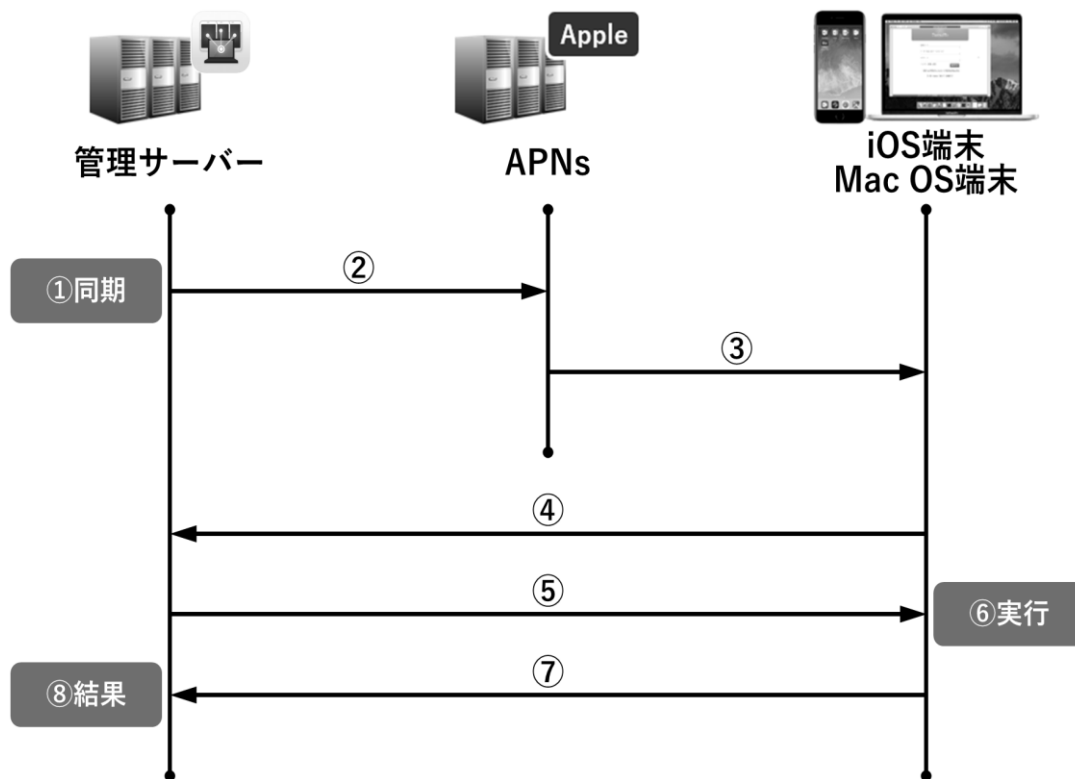 Apple
管理サーバー
APNs
iOS端末
Mac OS端末
①同期
②
③
④
⑤
⑥実行
⑦
⑧結果